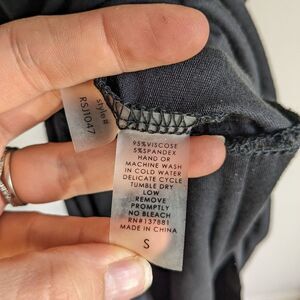 style#
RSJ1047
95%VISCOSE
5%SPANDEX
HAND OR
MACHINE WASH
IN COLD WATER
DELICATE CYCLE
TUMBLE DRY
LOW
REMOVE
PROMPTLY
NO BLEACH
RN#137881
MADE IN CHINA
S